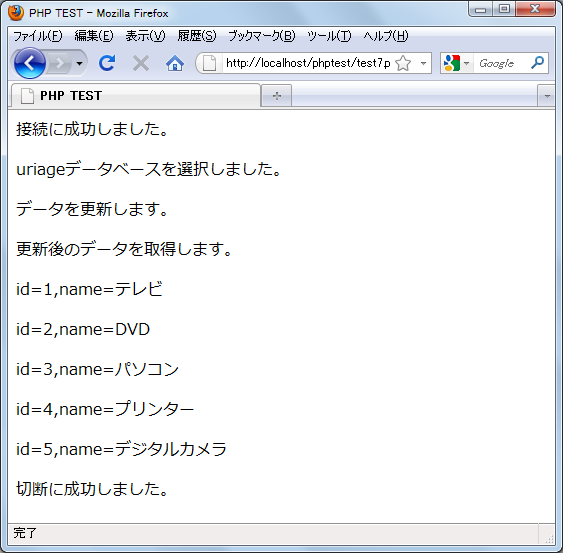 PHP TEST - Mozilla Firefox
ファイル(F) 編集(E) 表示(V) 履歴(S) ブックマーク(B) ツール(T) ヘルプ(H)
http://localhost/phptest/test7.p Google
PHP TEST
接続に成功しました。
uriageデータベースを選択しました。
データを更新します。
更新後のデータを取得します。
id=1,name=テレビ
id=2,name=DVD
id=3,name=パソコン
id=4,name=プリンター
id=5,name=デジタルカメラ
切断に成功しました。
完了